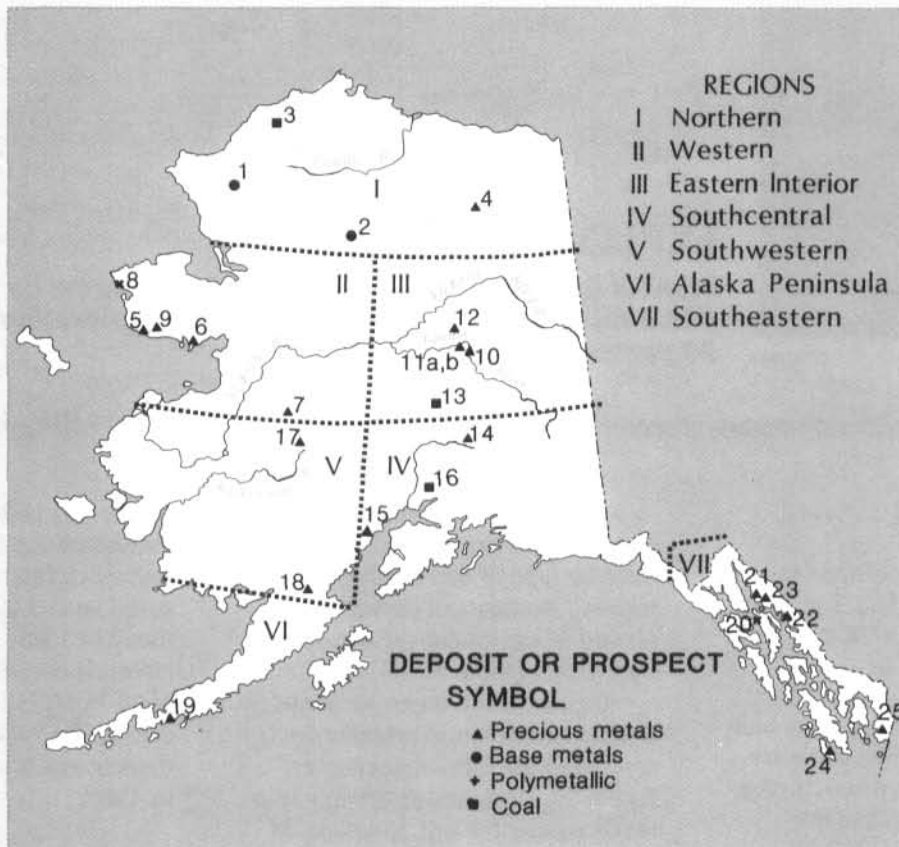 REGIONS
I Northern
II Western
III Eastern Interior
IV Southcentral
V Southwestern
VI Alaska Peninsula
VII Southeastern
3
1
I
4
2
8
II
III
5
9
6
12
11a,b
10
7
13
17
14
V
IV
16
15
VII
18
21
23
20
22
VI
25
19
24
DEPOSIT OR PROSPECT
SYMBOL
Precious metals
Base metals
Polymetallic
Coal